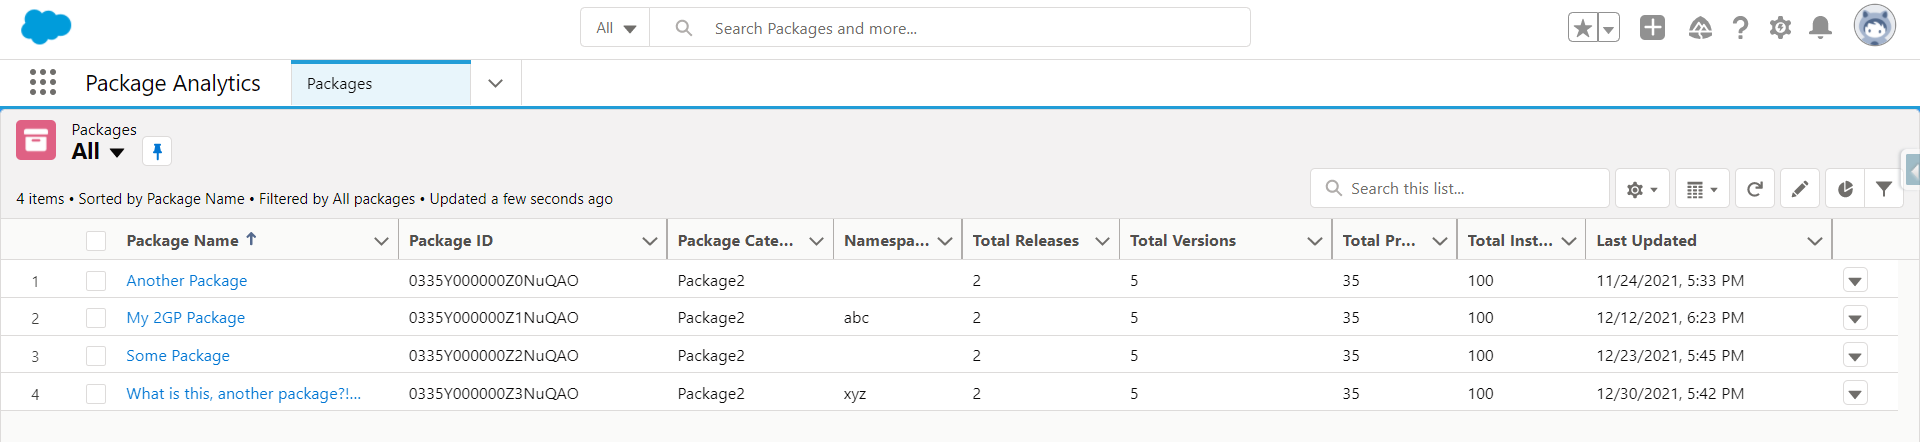 All Search Packages and more...
Package Analytics Packages
Packages
All
4 items • Sorted by Package Name • Filtered by All packages • Updated a few seconds ago
Search this list...
Package Name Package ID Package Cate... Namespa... Total Releases Total Versions Total Pr... Total Inst... Last Updated
1 Another Package 0335Y000000Z0NuQAO Package2 2 5 35 100 11/24/2021, 5:33 PM
2 My 2GP Package 0335Y000000Z1NuQAO Package2 abc 2 5 35 100 12/12/2021, 6:23 PM
3 Some Package 0335Y000000Z2NuQAO Package2 2 5 35 100 12/23/2021, 5:45 PM
4 What is this, another package?!... 0335Y000000Z3NuQAO Package2 xyz 2 5 35 100 12/30/2021, 5:42 PM